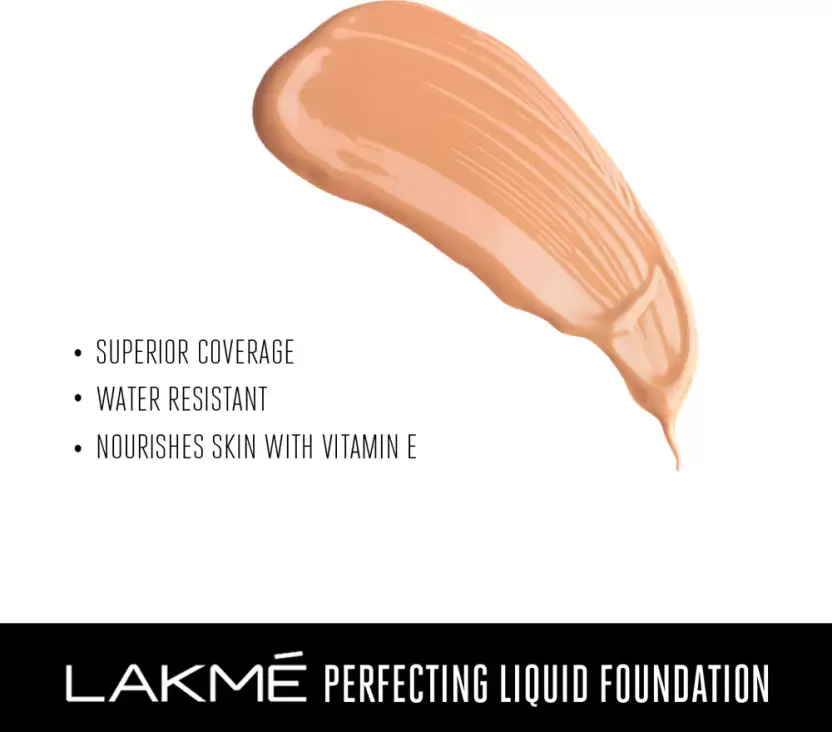 • SUPERIOR COVERAGE
• WATER RESISTANT
• NOURISHES SKIN WITH VITAMIN E
LAKMÉ PERFECTING LIQUID FOUNDATION